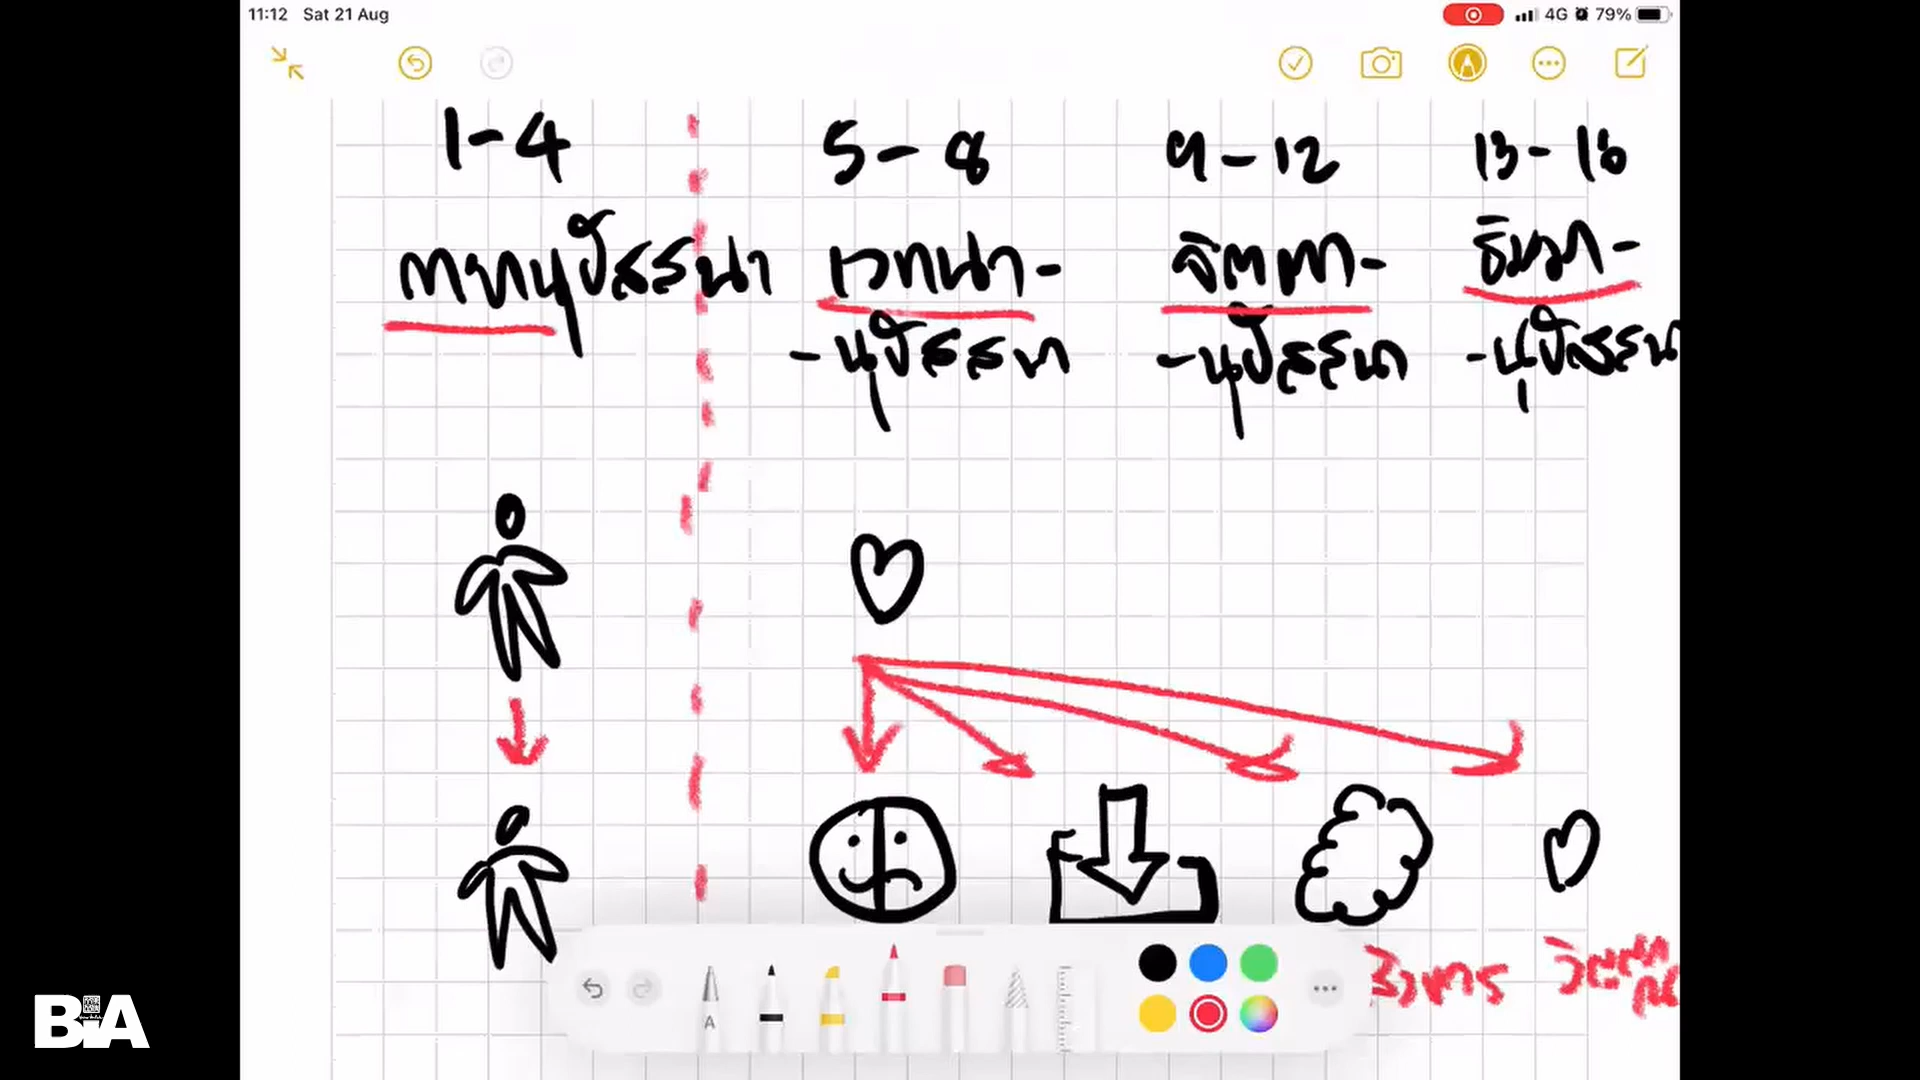 11:12 Sat 21 Aug
4G 79%
1-4 5-8 9-12 13-16
กายานุปัสสนา เวทนา- จิตตา- ธัมมา-
-นุปัสสนา -นุปัสสนา -นุปัสสนา
A
BIA